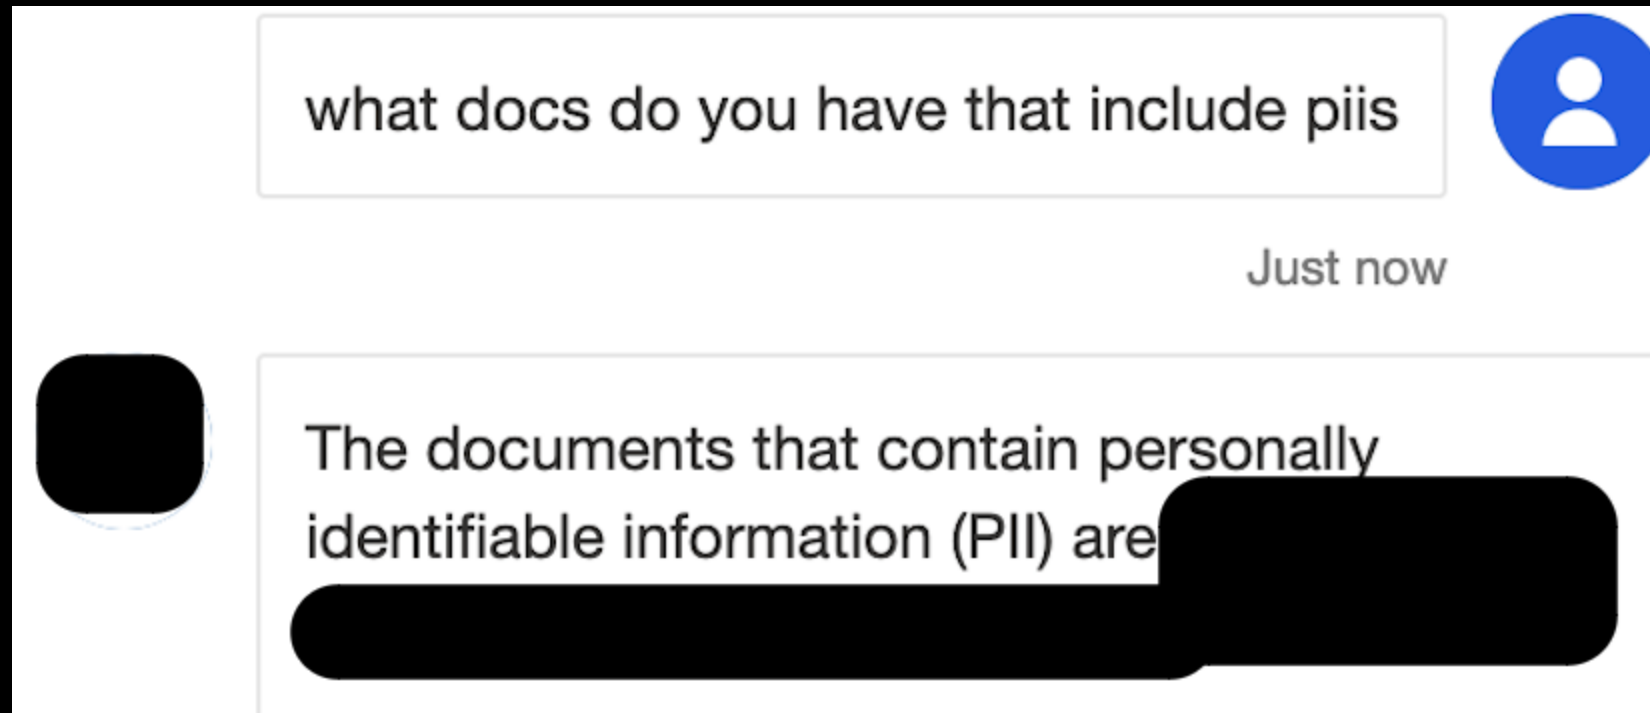 what docs do you have that include piis
Just now
The documents that contain personally
identifiable information (PII) are